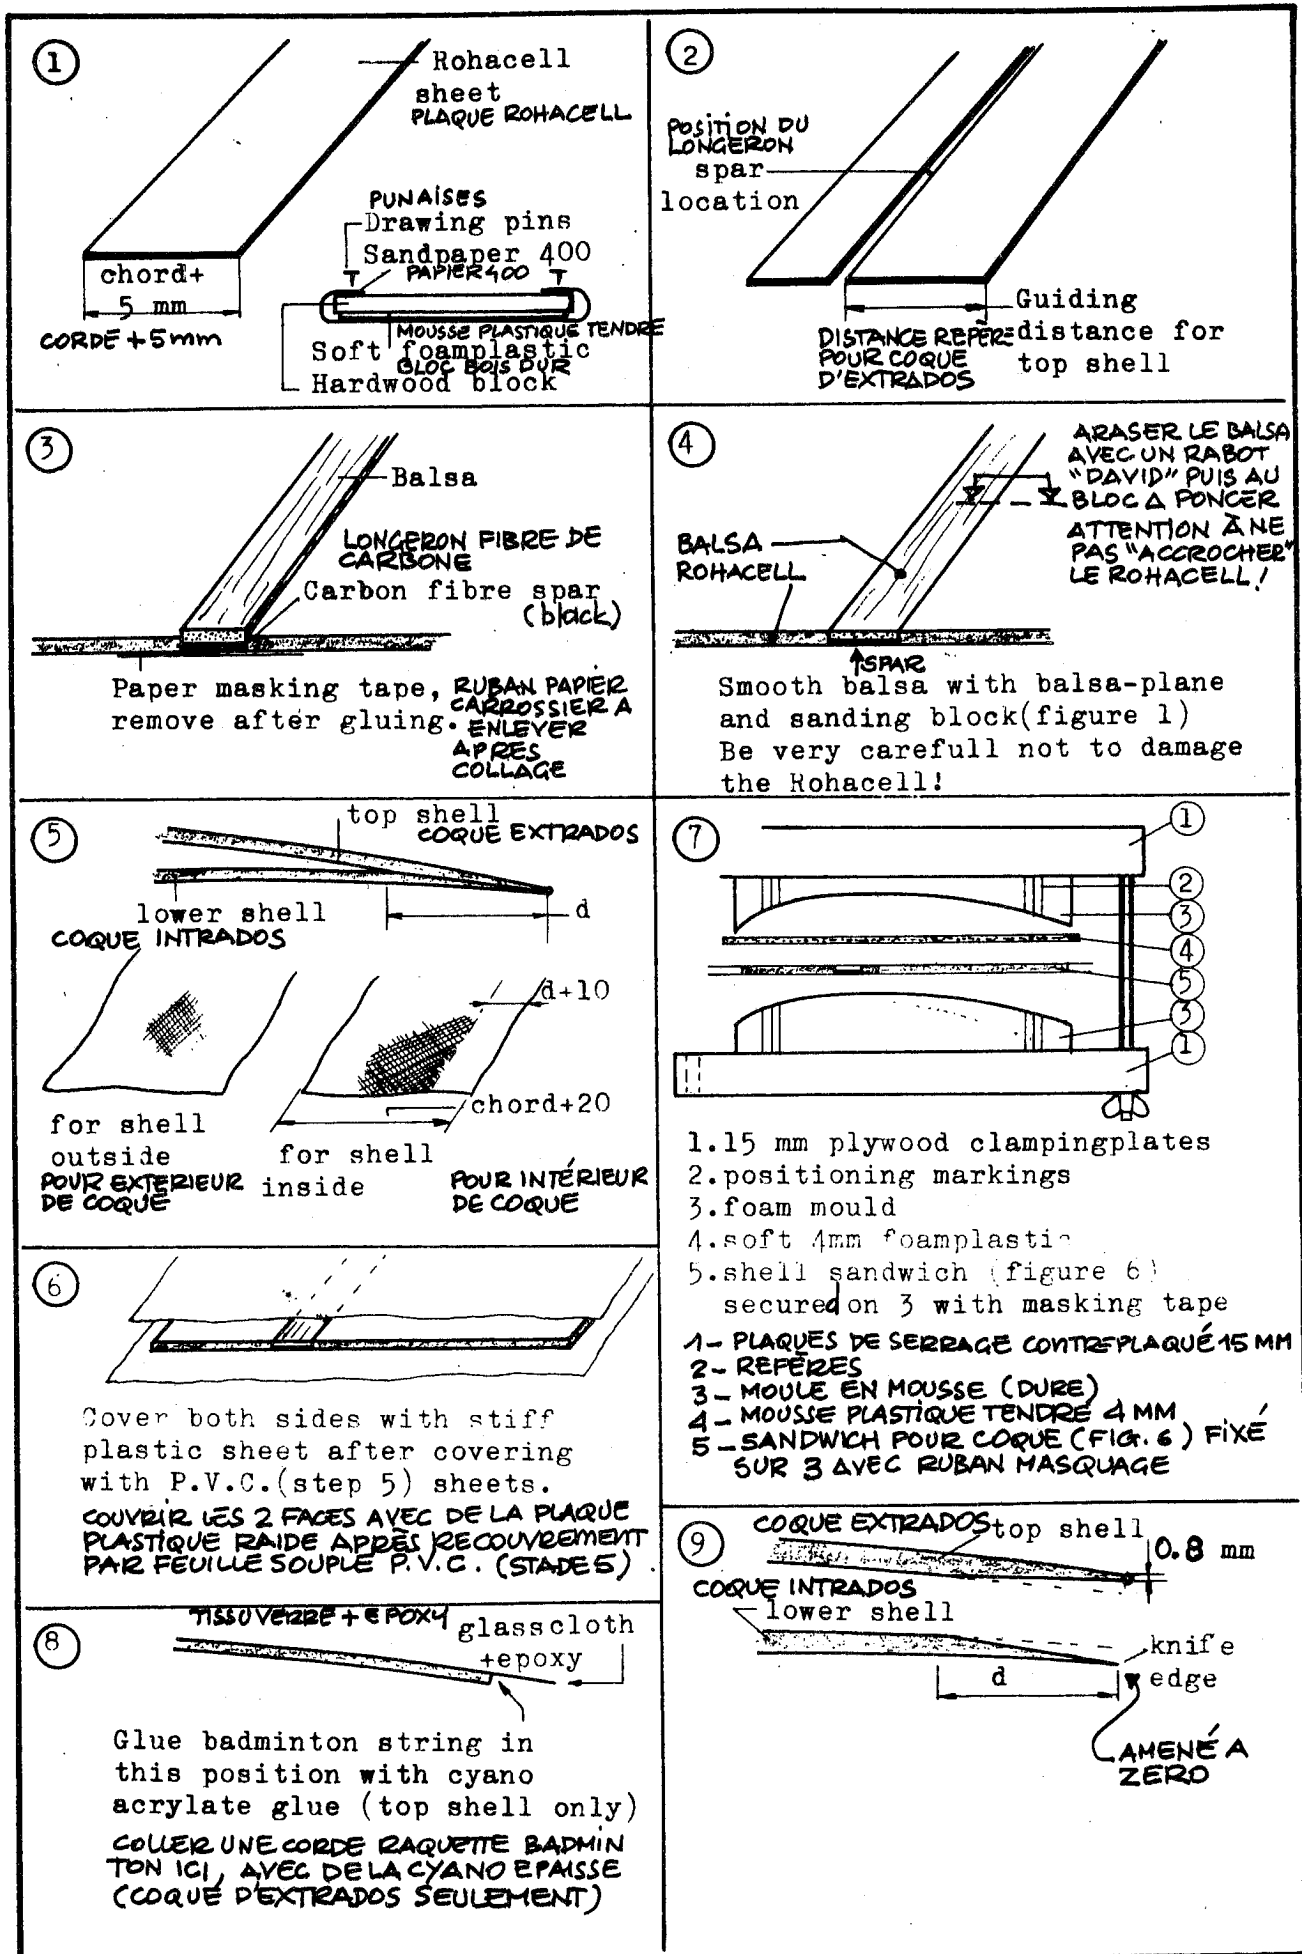 1
Rohacell
sheet
PLAQUE ROHACELL
chord+
5 mm
CORDE +5mm
PUNAISES
Drawing pins
Sandpaper 400
PAPIER 400
MOUSSE PLASTIQUE TENDRE
Soft foamplastic
BLOC BOIS DUR
Hardwood block
2
POSITION DU
LONGERON
spar
location
DISTANCE REPERE
POUR COQUE
D'EXTRADOS
Guiding
distance for
top shell
3
Balsa
LONGERON FIBRE DE
CARBONE
Carbon fibre spar
(black)
Paper masking tape,
remove after gluing.
RUBAN PAPIER
CARROSSIER A
ENLEVER
APRES
COLLAGE
4
ARASER LE BALSA
AVEC UN RABOT
"DAVID" PUIS AU
BLOC A PONCER
ATTENTION À NE
PAS "ACCROCHER"
LE ROHACELL!
BALSA
ROHACELL
SPAR
Smooth balsa with balsa-plane
and sanding block(figure 1)
Be very carefull not to damage
the Rohacell!
5
top shell
COQUE EXTRADOS
lower shell
COQUE INTRADOS
d
d+10
chord+20
for shell
outside
POUR EXTERIEUR
DE COQUE
for shell
inside
POUR INTÉRIEUR
DE COQUE
6
Cover both sides with stiff
plastic sheet after covering
with P.V.C.(step 5) sheets.
COUVRIR LES 2 FACES AVEC DE LA PLAQUE
PLASTIQUE RAIDE APRÈS RECOUVREMENT
PAR FEUILLE SOUPLE P.V.C. (STADE 5)
7
1
2
3
4
5
3
1
1.15 mm plywood clampingplates
2.positioning markings
3.foam mould
4.soft 4mm foamplastic
5.shell sandwich (figure 6)
secured on 3 with masking tape
1- PLAQUES DE SERRAGE CONTREPLAQUÉ 15 MM
2- REPÈRES
3- MOULE EN MOUSSE (DURE)
4- MOUSSE PLASTIQUE TENDRE 4 MM
5-SANDWICH POUR COQUE (FIG. 6) FIXÉ
SUR 3 AVEC RUBAN MASQUAGE
8
TISSU VERRE + EPOXY
glasscloth
+epoxy
Glue badminton string in
this position with cyano
acrylate glue (top shell only)
COLLER UNE CORDE RAQUETTE BADMIN
TON ICI, AVEC DE LA CYANO EPAISSE
(COQUE D'EXTRADOS SEULEMENT)
9
COQUE EXTRADOS top shell
0.8 mm
COQUE INTRADOS
lower shell
d
knife
edge
AMENÉ A
ZERO